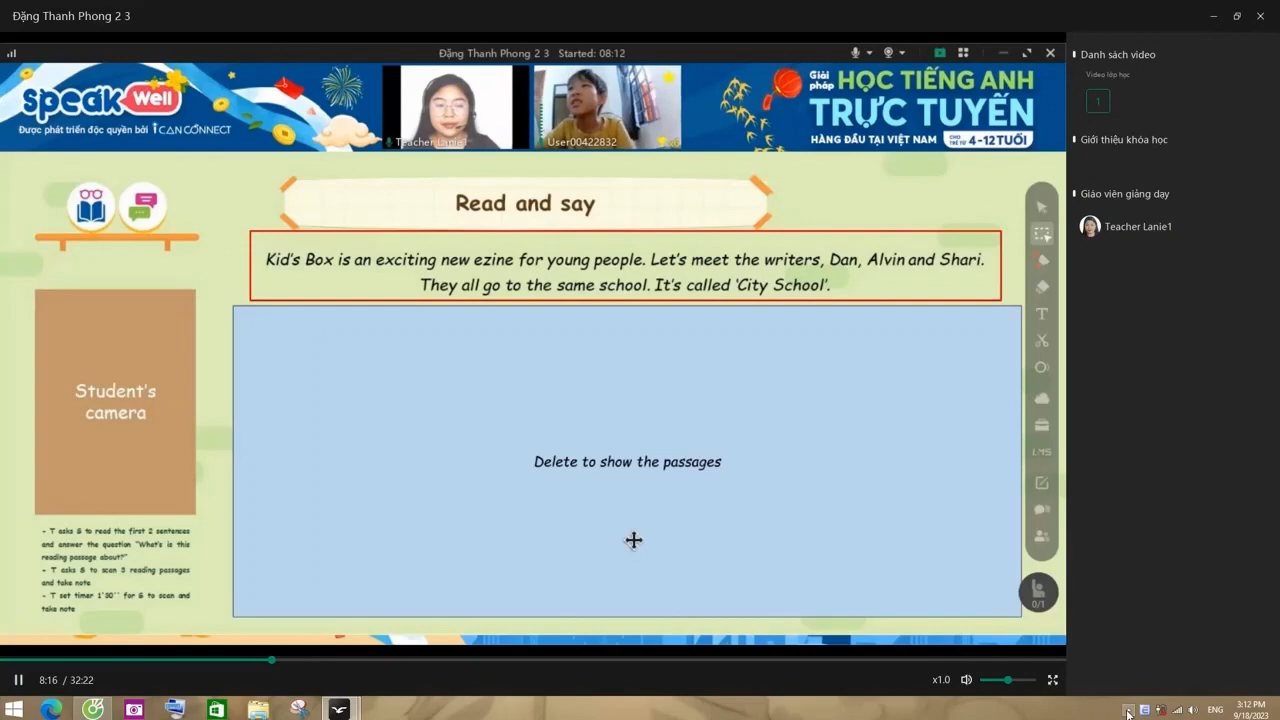 Đặng Thanh Phong 2 3
Đặng Thanh Phong 2 3 Started: 08:12
speak Well
Được phát triển độc quyền bởi iCANCONNECT
Teacher Lanie1
User00422832
Giải pháp HỌC TIẾNG ANH
TRỰC TUYẾN
HÀNG ĐẦU TẠI VIỆT NAM CHO TRẺ TỪ 4-12 TUỔI
Danh sách video
Video lớp học
1
Giới thiệu khóa học
Giáo viên giảng dạy
Teacher Lanie1
Read and say
Kid's Box is an exciting new ezine for young people. Let's meet the writers, Dan, Alvin and Shari.
They all go to the same school. It's called 'City School'.
Student's
camera
Delete to show the passages
- T asks S to read the first 2 sentences
and answer the question "What's is this
reading passage about?"
- T asks S to scan 3 reading passages
and take note
- T set timer 1'30'' for S to scan and
take note
LMS
0/1
8:16 / 32:22
x1.0
ENG
3:12 PM
9/18/2023